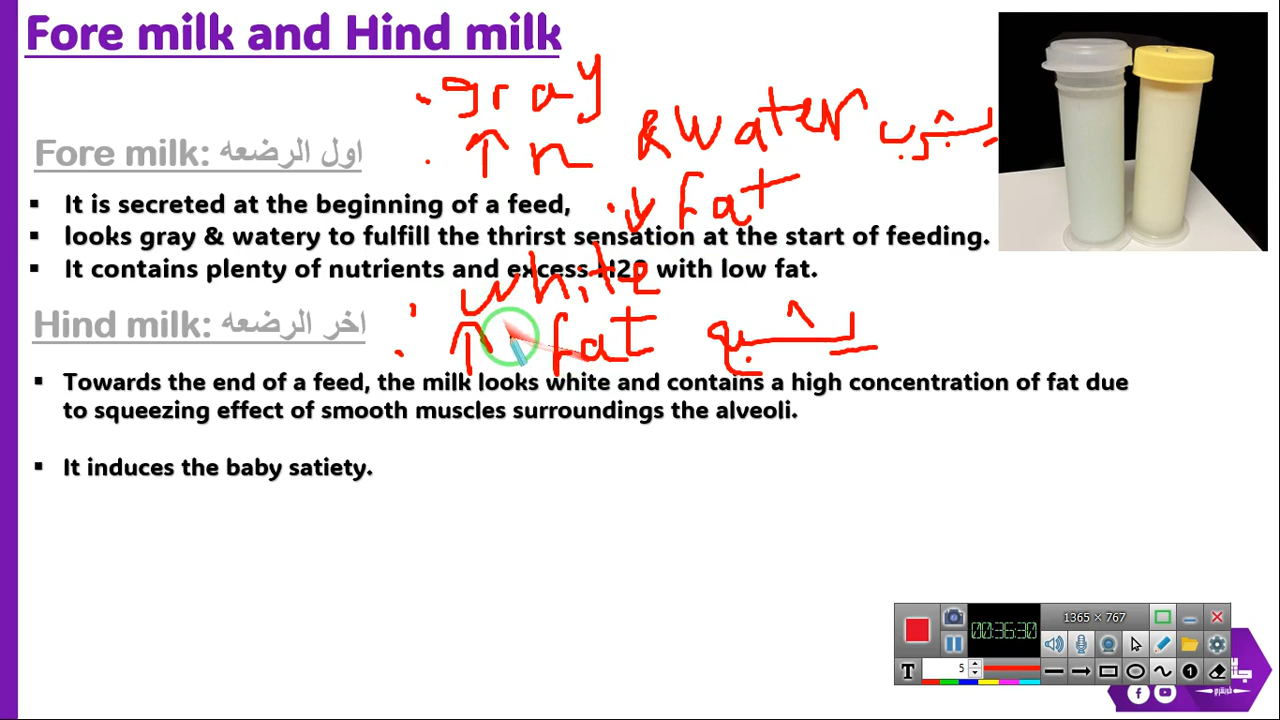 Fore milk and Hind milk
. gray
Fore milk: اول الرضعه
. ↑ n & water
It is secreted at the beginning of a feed,
. ↓ fat
looks gray & watery to fulfill the thrirst sensation at the start of feeding.
It contains plenty of nutrients and excess H2O with low fat.
. white
Hind milk: اخر الرضعه
. ↑ fat
Towards the end of a feed, the milk looks white and contains a high concentration of fat due
to squeezing effect of smooth muscles surroundings the alveoli.
It induces the baby satiety.
1365 × 767
00:36:30
T 5
1